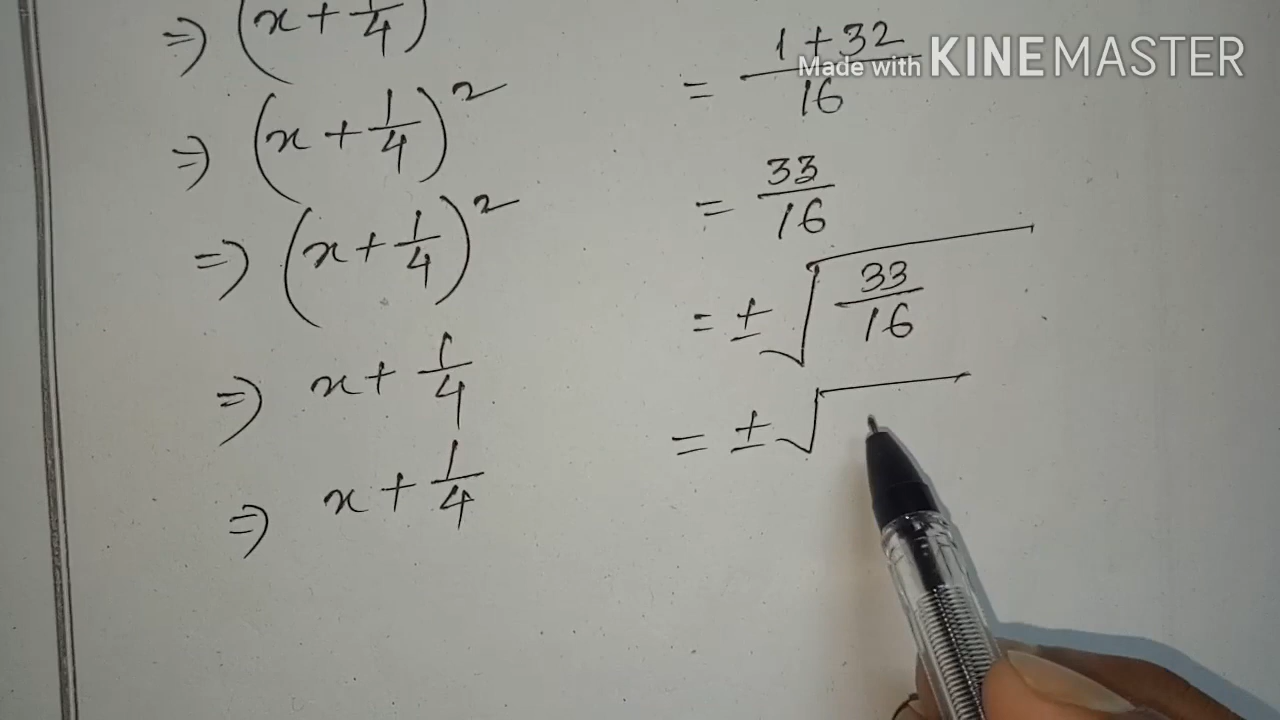 ⇒ (x + 1/4)
= 1 + 32 / 16
Made with KINEMASTER
⇒ (x + 1/4)² = 33/16
⇒ (x + 1/4)²
⇒ x + 1/4 = ± √(33/16)
⇒ x + 1/4 = ± √